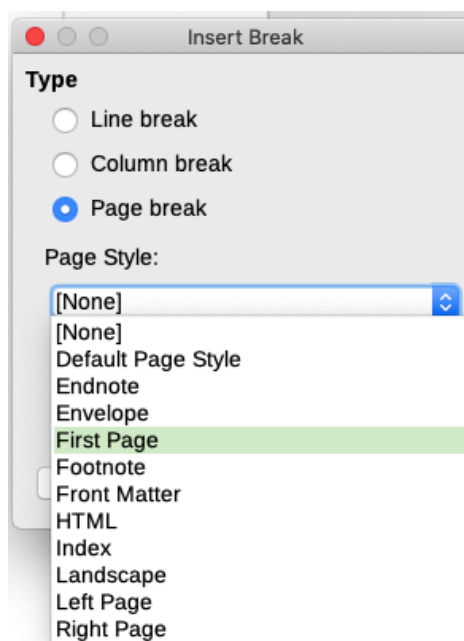 Insert Break
Type
Line break
Column break
Page break
Page Style:
[None]
[None]
Default Page Style
Endnote
Envelope
First Page
Footnote
Front Matter
HTML
Index
Landscape
Left Page
Right Page